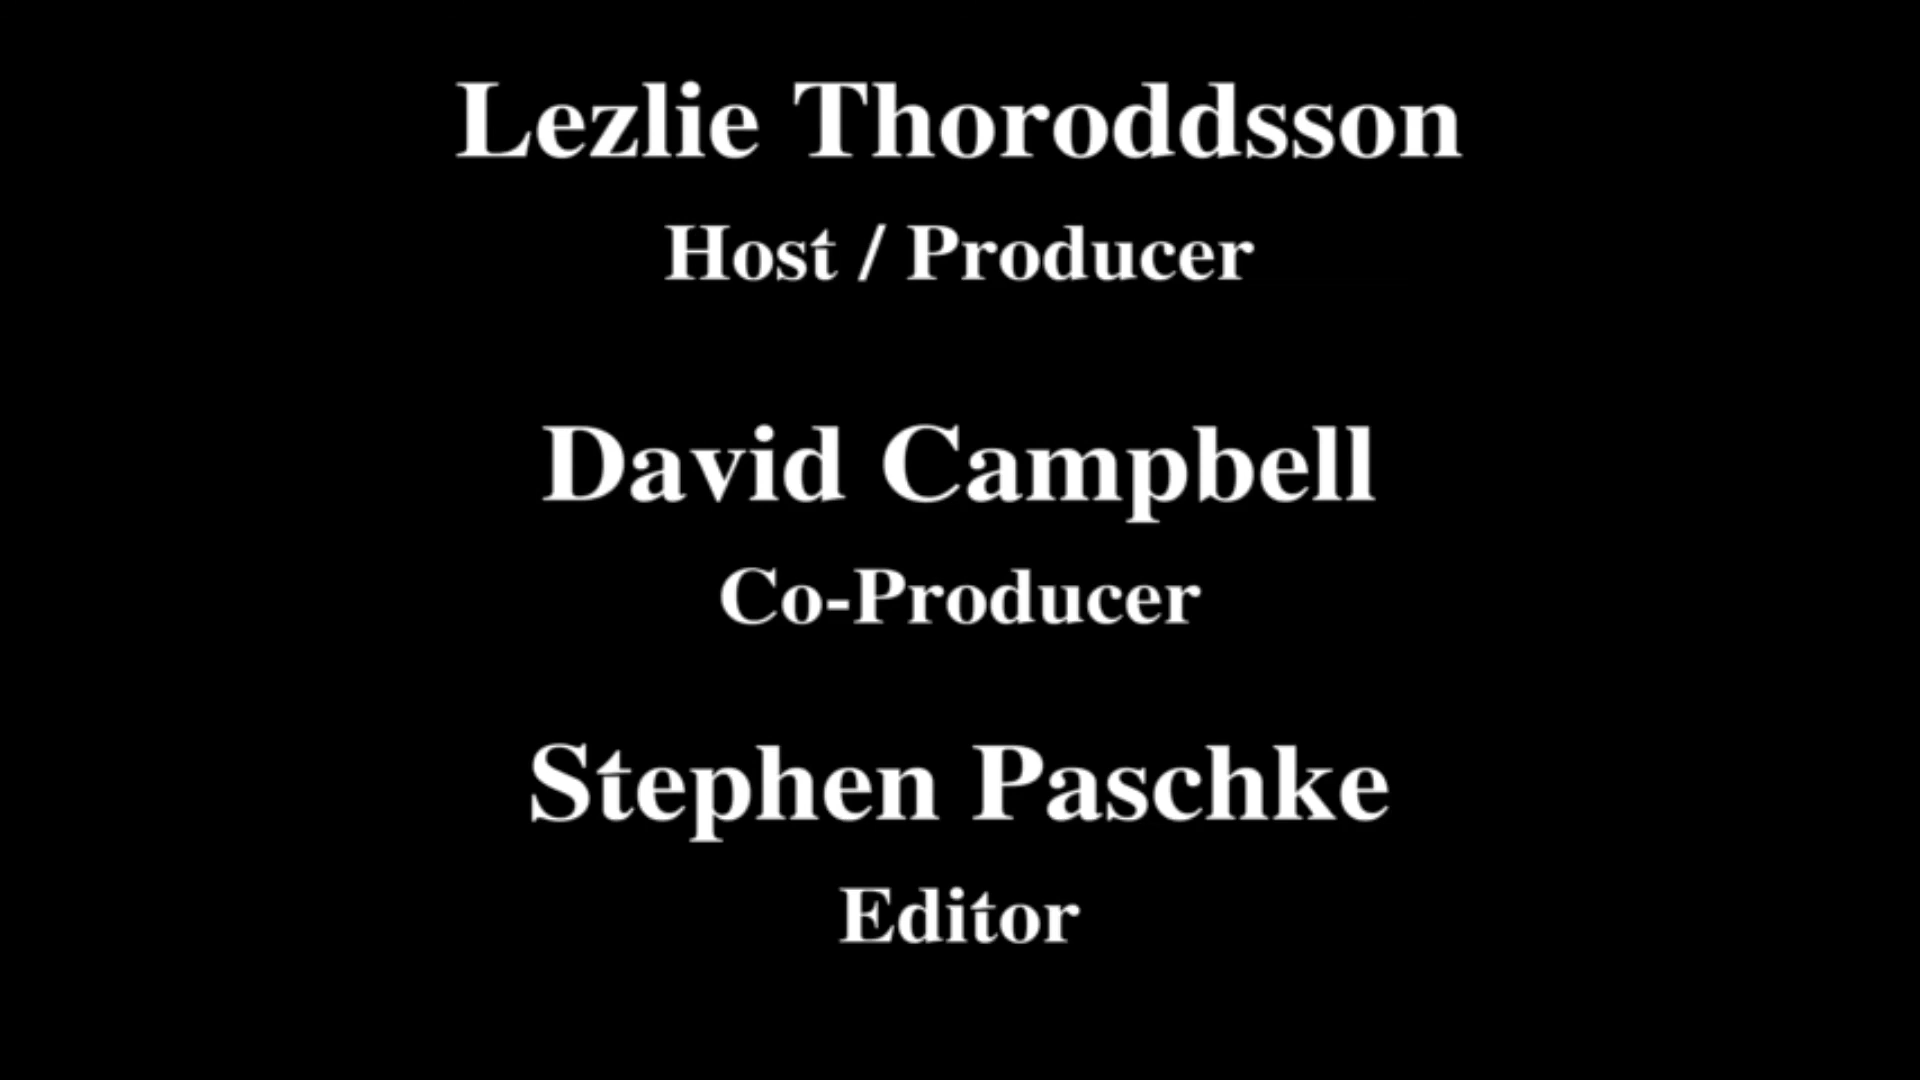 Lezlie Thoroddsson
Host / Producer
David Campbell
Co-Producer
Stephen Paschke
Editor